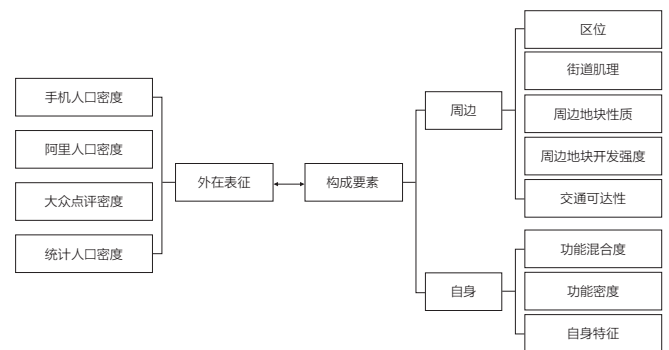 手机人口密度
阿里人口密度
大众点评密度
统计人口密度
外在表征
构成要素
周边
自身
区位
街道肌理
周边地块性质
周边地块开发强度
交通可达性
功能混合度
功能密度
自身特征